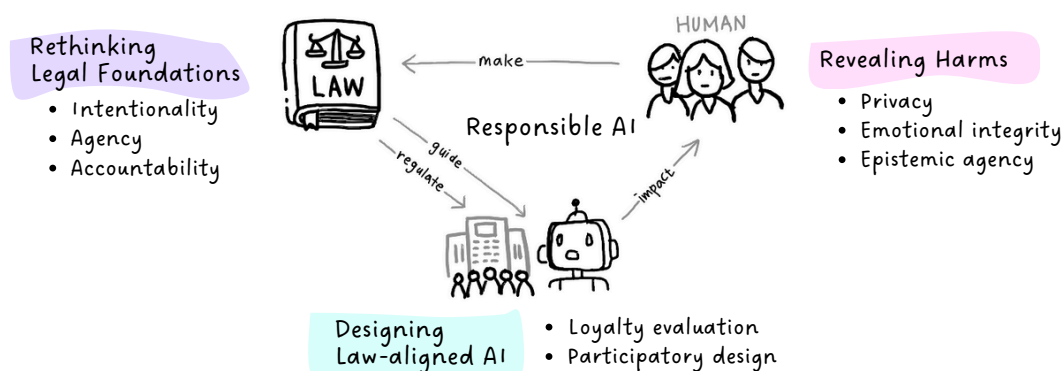 HUMAN
Rethinking
Legal Foundations
• Intentionality
• Agency
• Accountability
LAW
make
Responsible AI
guide
regulate
impact
Revealing Harms
• Privacy
• Emotional integrity
• Epistemic agency
Designing
Law-aligned AI
• Loyalty evaluation
• Participatory design